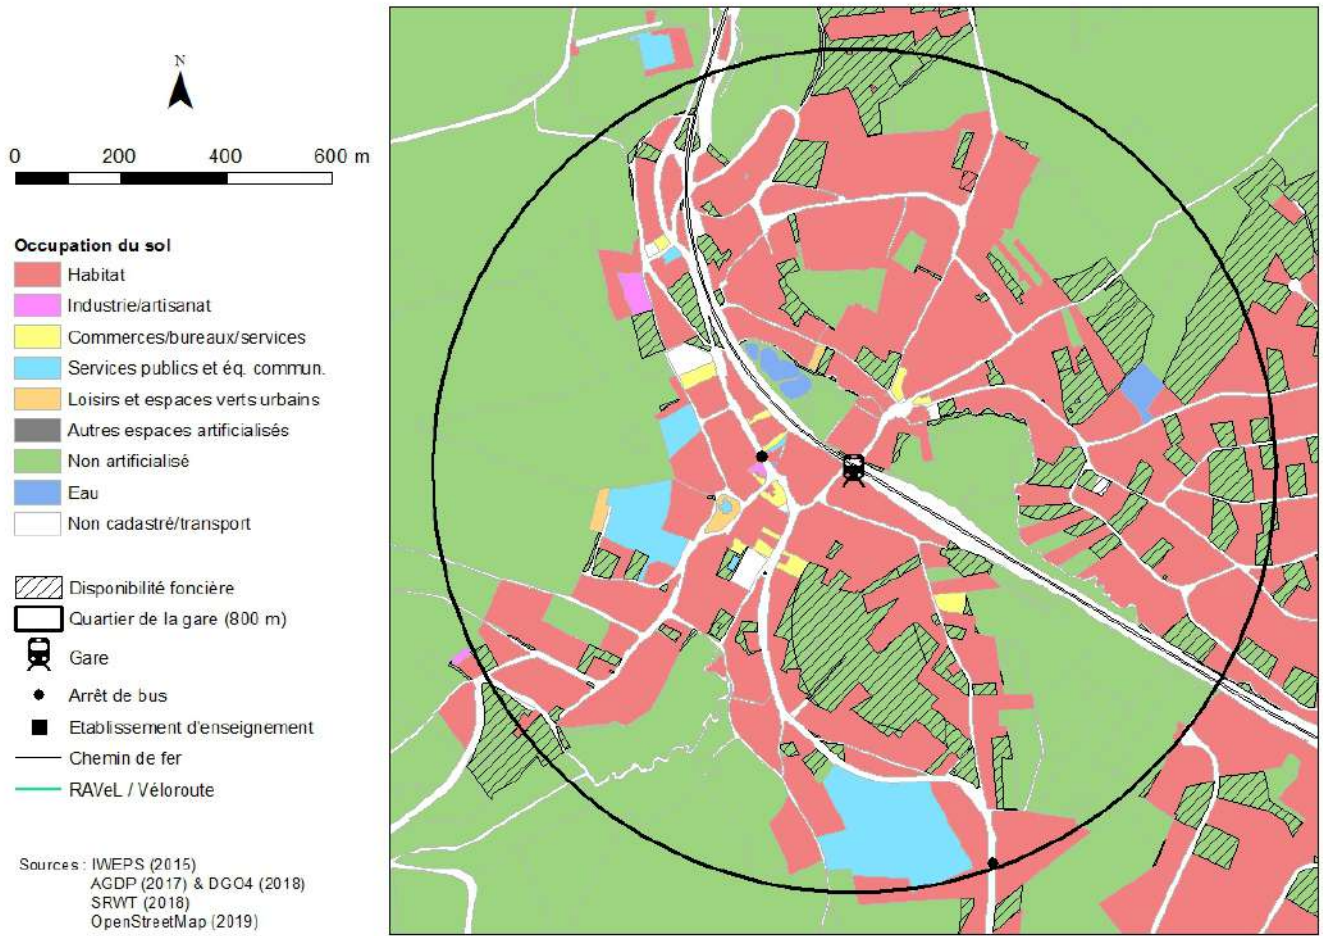 N
0 200 400 600 m
Occupation du sol
Habitat
Industrie/artisanat
Commerces/bureaux/services
Services publics et éq. commun.
Loisirs et espaces verts urbains
Autres espaces artificialisés
Non artificialisé
Eau
Non cadastré/transport
Disponibilité foncière
Quartier de la gare (800 m)
Gare
Arrêt de bus
Etablissement d'enseignement
Chemin de fer
RAVeL / Véloroute
Sources : IWEPS (2015)
AGDP (2017) & DGO4 (2018)
SRWT (2018)
OpenStreetMap (2019)